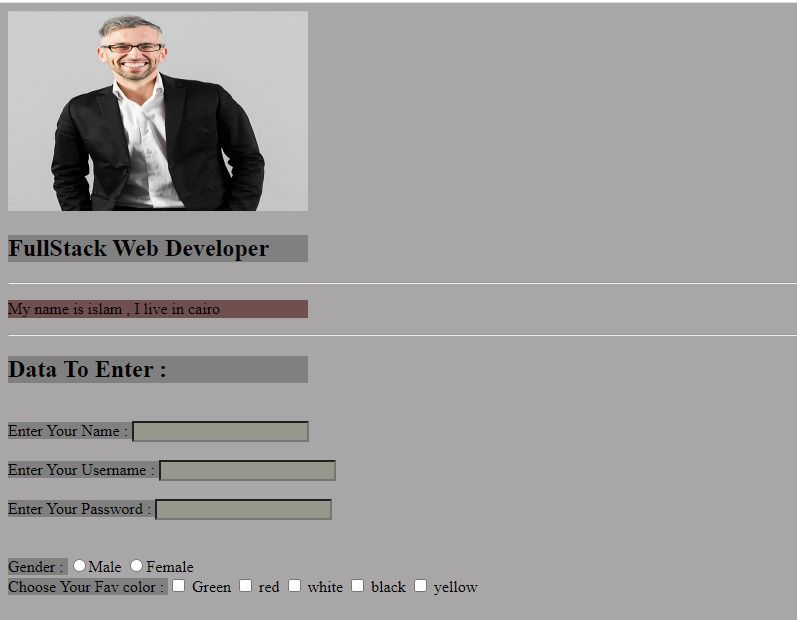 FullStack Web Developer
My name is islam , I live in cairo
Data To Enter :
Enter Your Name :
Enter Your Username :
Enter Your Password :
Gender : Male Female
Choose Your Fav color : Green red white black yellow